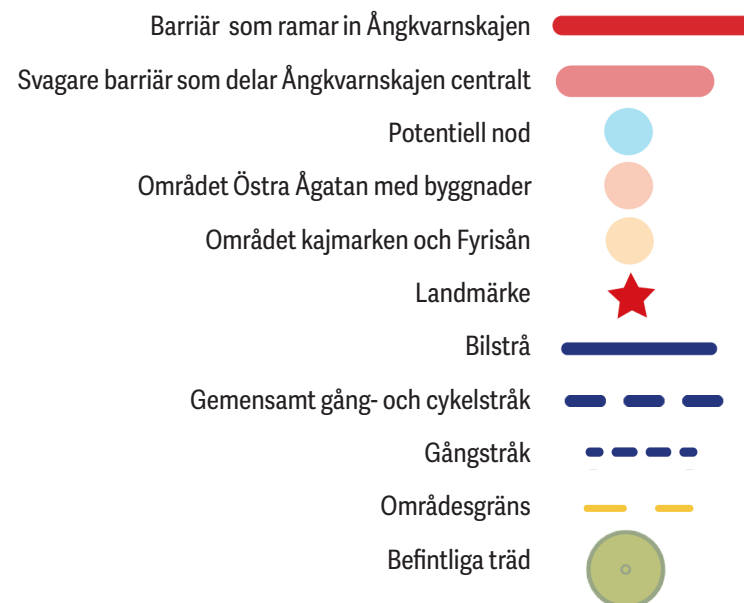 Barriär som ramar in Ångkvarnskajen
Svagare barriär som delar Ångkvarnskajen centralt
Potentiell nod
Området Östra Ågatan med byggnader
Området kajmarken och Fyrisån
Landmärke
Bilstrå
Gemensamt gång- och cykelstråk
Gångstråk
Områdesgräns
Befintliga träd